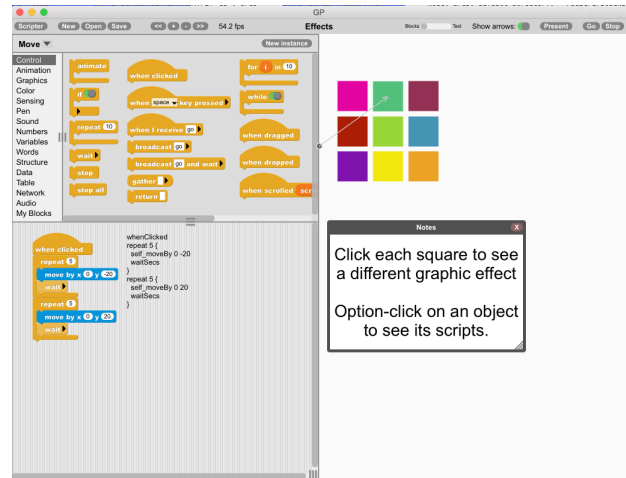 GP
Scripter New Open Save << + - >> 54.2 fps Effects Blocks Text Show arrows: Present Go Stop
Move New instance
Control
Animation
Graphics
Color
Sensing
Pen
Sound
Numbers
Variables
Words
Structure
Data
Table
Network
Audio
My Blocks
animate
if
repeat 10
wait
stop
stop all
when clicked
when space key pressed
when I receive go
broadcast go
broadcast go and wait
gather
return
for i in 10
while
when dragged
when dropped
when scrolled scr
when clicked
repeat 5
move by x 0 y -20
wait
repeat 5
move by x 0 y 20
wait
whenClicked
repeat 5 {
self_moveBy 0 -20
waitSecs
}
repeat 5 {
self_moveBy 0 20
waitSecs
}
Notes X
Click each square to see
a different graphic effect
Option-click on an object
to see its scripts.